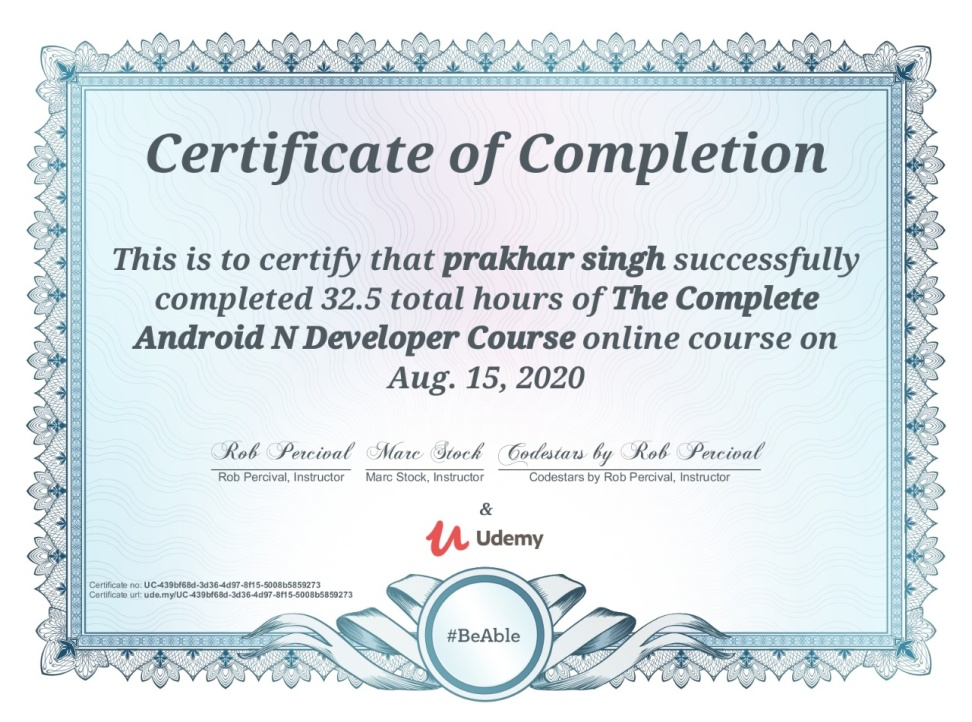 Certificate of Completion
This is to certify that prakhar singh successfully
completed 32.5 total hours of The Complete
Android N Developer Course online course on
Aug. 15, 2020
Rob Percival Marc Stock Codestars by Rob Percival
Rob Percival, Instructor Marc Stock, Instructor Codestars by Rob Percival, Instructor
&
Udemy
Certificate no: UC-439bf68d-3d36-4d97-8f15-5008b5859273
Certificate url: ude.my/UC-439bf68d-3d36-4d97-8f15-5008b5859273
#BeAble